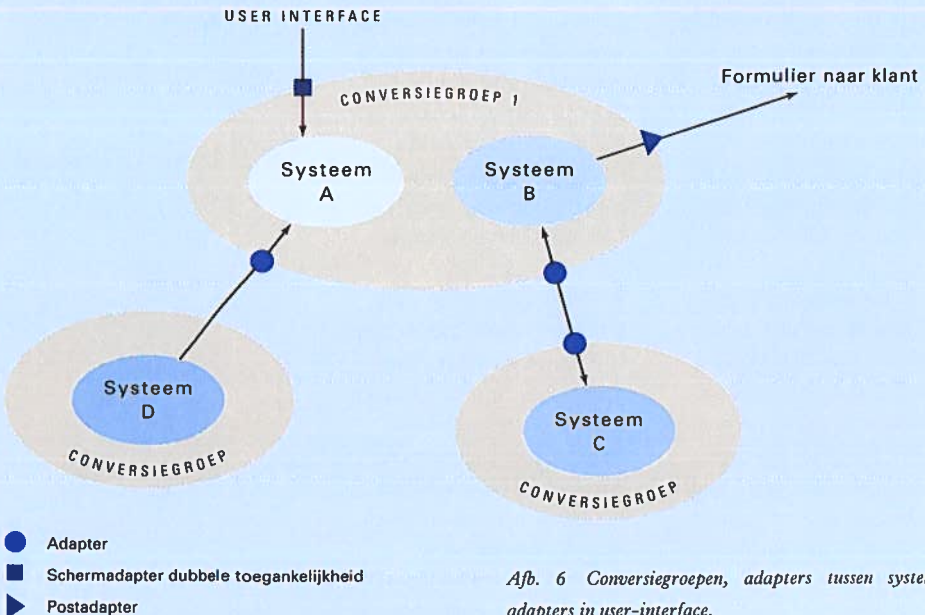 USER INTERFACE
Formulier naar klant
CONVERSIEGROEP 1
Systeem
A
Systeem
B
Systeem
D
CONVERSIEGROEP
Systeem
C
CONVERSIEGROEP
Adapter
Schermadapter dubbele toegankelijkheid
Postadapter
Afb. 6 Conversiegroepen, adapters tussen
adapters in user-interface.